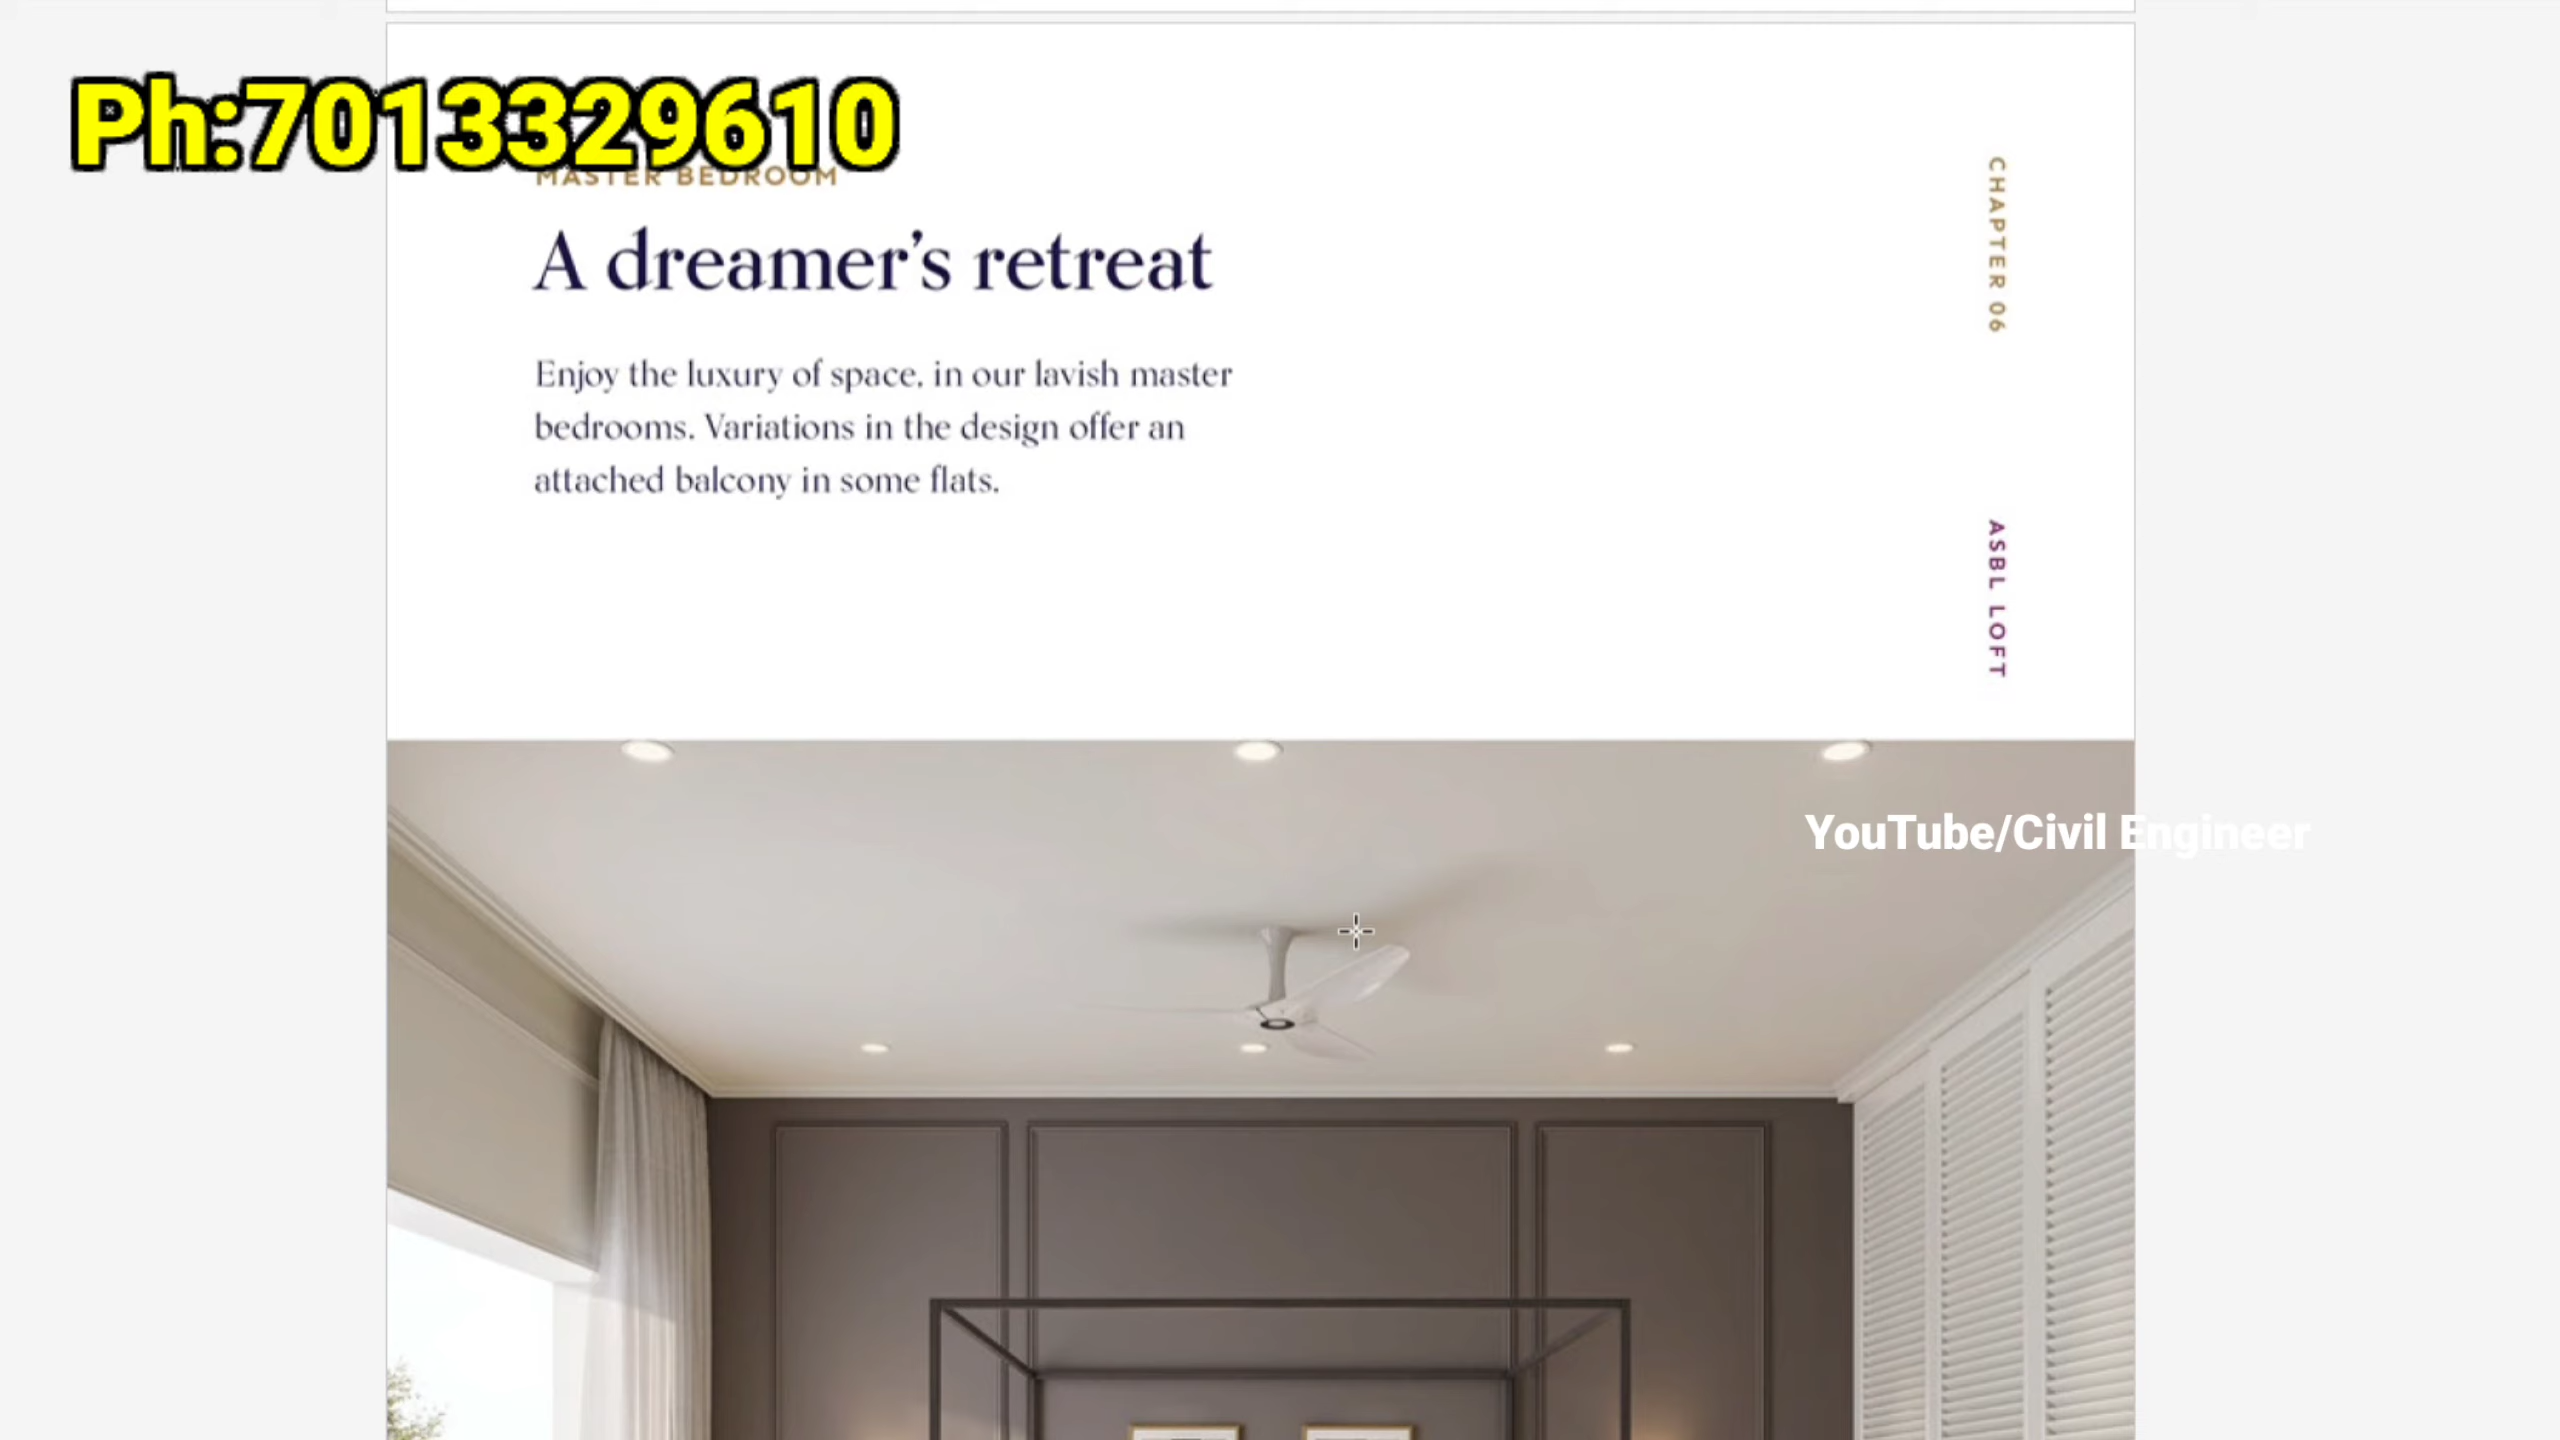 Ph:7013329610
MASTER BEDROOM
A dreamer’s retreat
Enjoy the luxury of space, in our lavish master
bedrooms. Variations in the design offer an
attached balcony in some flats.
CHAPTER 06
ASBL LOFT
YouTube/Civil Engineer